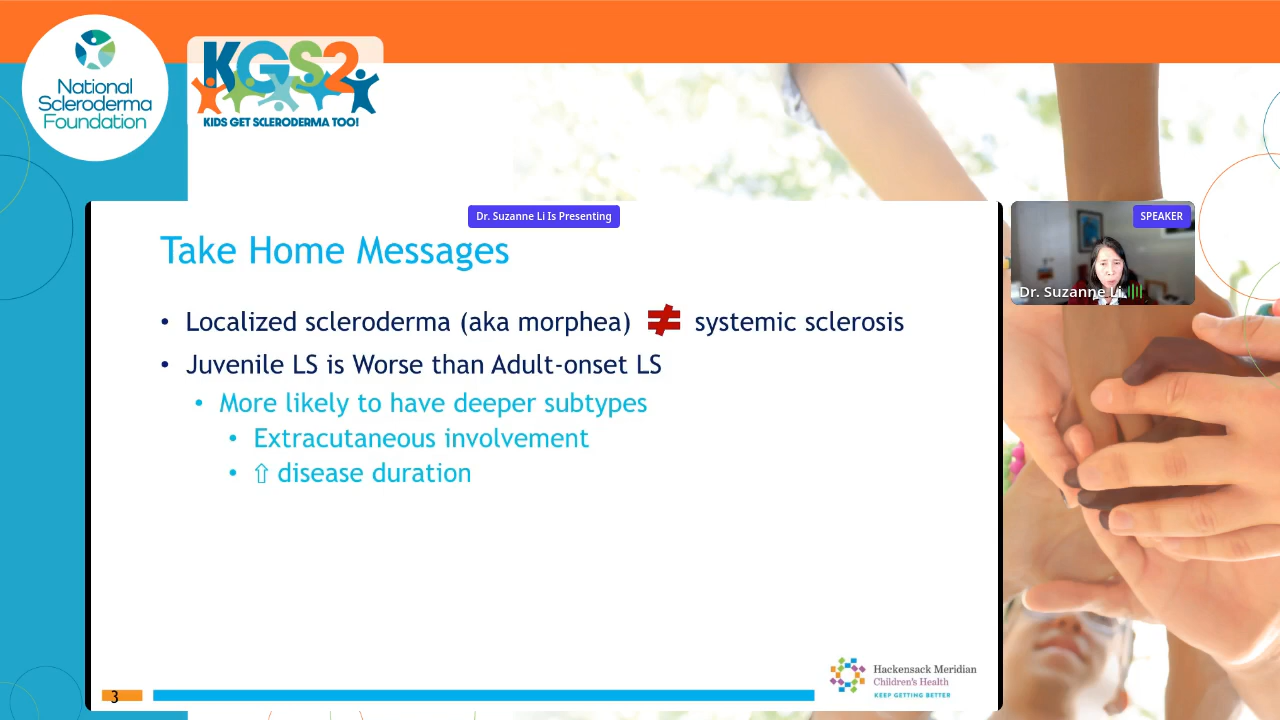 National
Scleroderma
Foundation
KGS2
KIDS GET SCLERODERMA TOO!
Dr. Suzanne Li Is Presenting
SPEAKER
Dr. Suzanne Li
Take Home Messages
• Localized scleroderma (aka morphea) ≠ systemic sclerosis
• Juvenile LS is Worse than Adult-onset LS
• More likely to have deeper subtypes
• Extracutaneous involvement
• ⇧ disease duration
Hackensack Meridian
Children's Health
KEEP GETTING BETTER
3